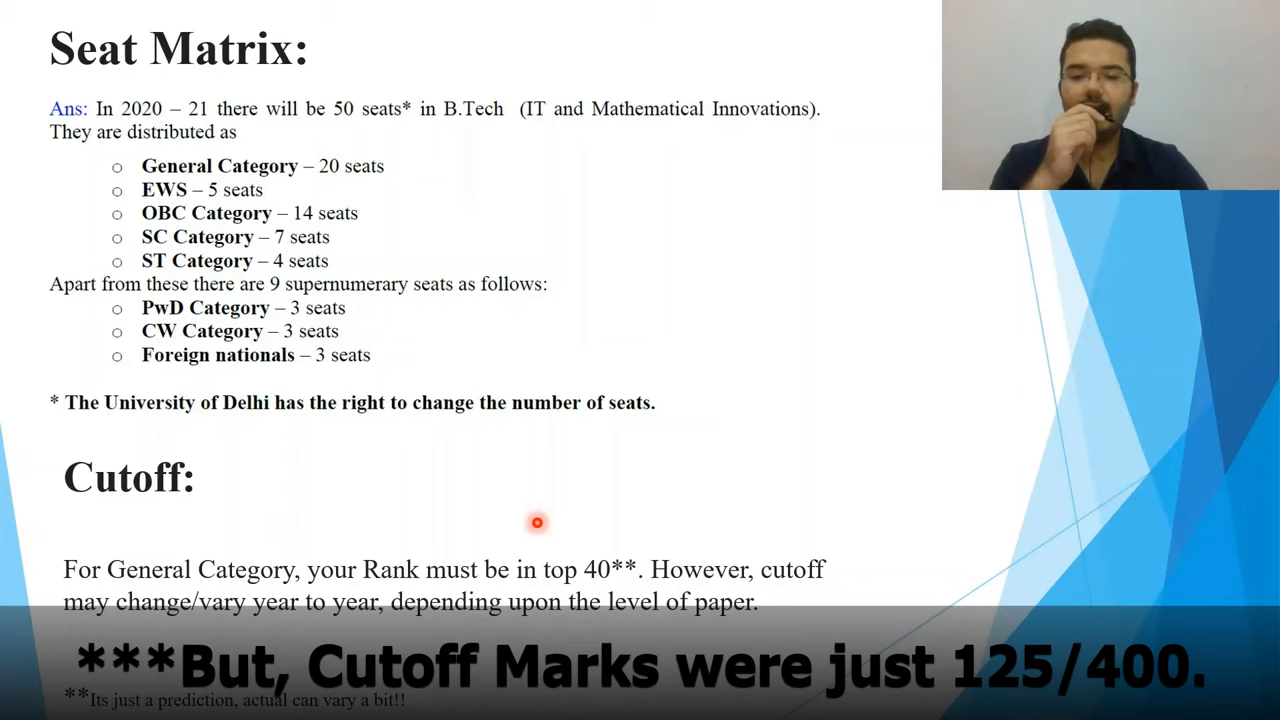 Seat Matrix:
Ans: In 2020 – 21 there will be 50 seats* in B.Tech (IT and Mathematical Innovations).
They are distributed as
o General Category – 20 seats
o EWS – 5 seats
o OBC Category – 14 seats
o SC Category – 7 seats
o ST Category – 4 seats
Apart from these there are 9 supernumerary seats as follows:
o PwD Category – 3 seats
o CW Category – 3 seats
o Foreign nationals – 3 seats
* The University of Delhi has the right to change the number of seats.
Cutoff:
For General Category, your Rank must be in top 40**. However, cutoff
may change/vary year to year, depending upon the level of paper.
***But, Cutoff Marks were just 125/400.
**Its just a prediction, actual can vary a bit!!